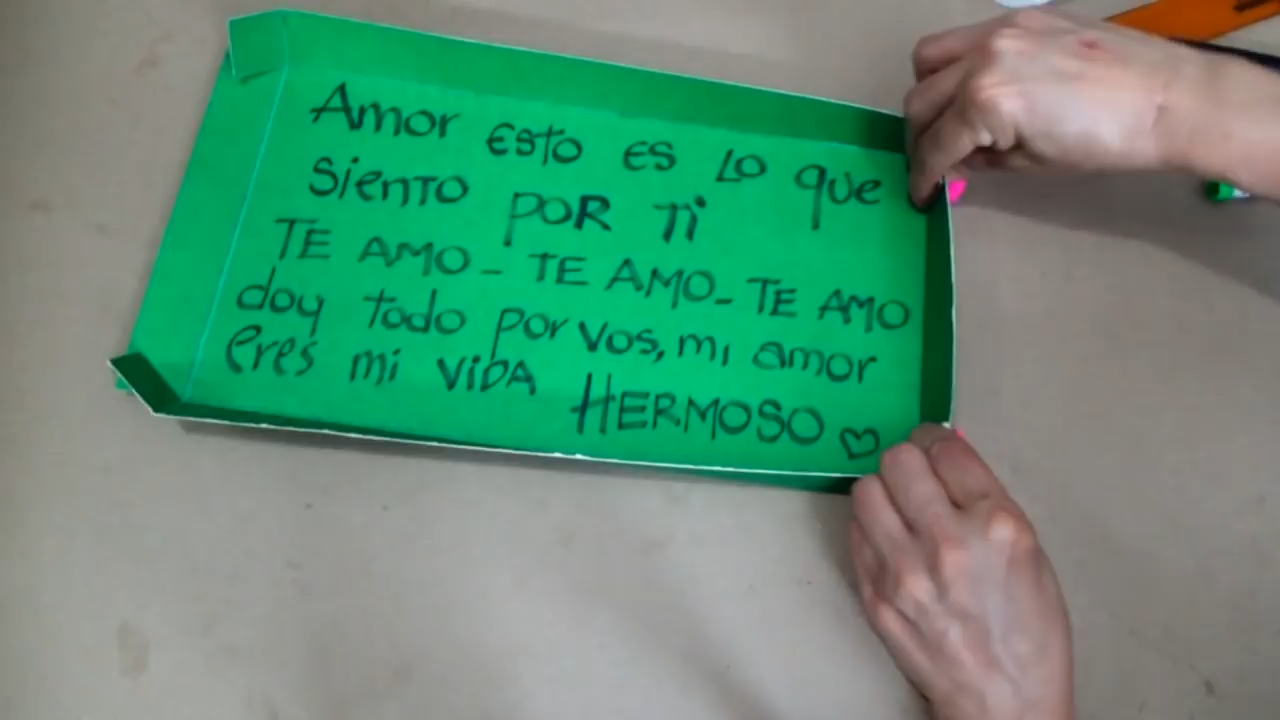 Amor esto es lo que
siento por ti
TE AMO - TE AMO - TE AMO
doy todo por vos, mi amor
eres mi viDA
HERMOSO ♡